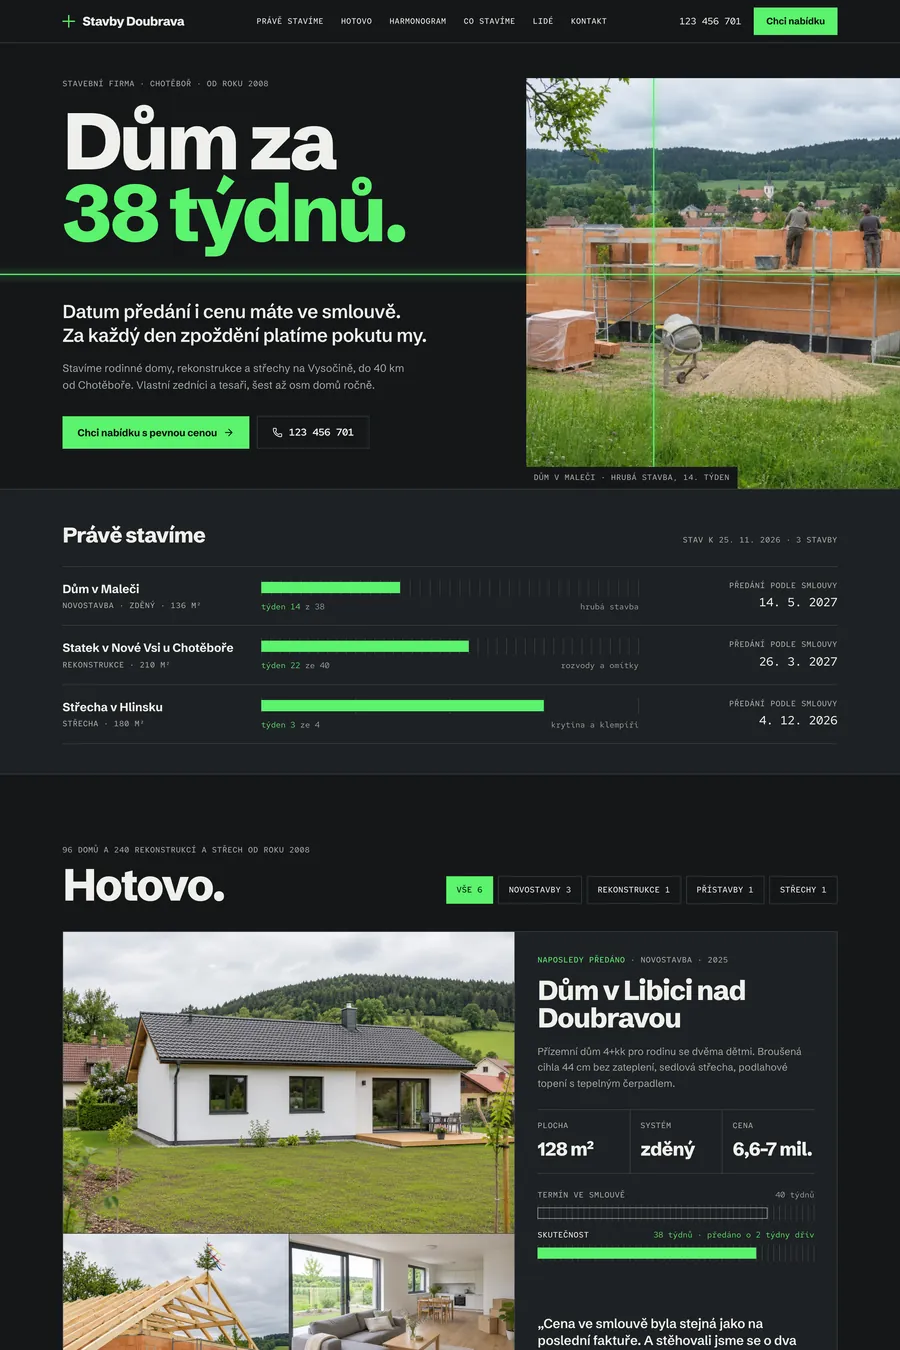 Stavby Doubrava
PRÁVĚ STAVÍME
HOTOVO
HARMONOGRAM
CO STAVÍME
LIDÉ
KONTAKT
123 456 701
Chci nabídku
STAVEBNÍ FIRMA · CHOTĚBOŘ · OD ROKU 2008
Dům za
38 týdnů.
Datum předání i cenu máte ve smlouvě.
Za každý den zpoždění platíme pokutu my.
Stavíme rodinné domy, rekonstrukce a střechy na Vysočině, do 40 km
od Chotěboře. Vlastní zedníci a tesaři, šest až osm domů ročně.
Chci nabídku s pevnou cenou →
123 456 701
DŮM V MALEČI · HRUBÁ STAVBA, 14. TÝDEN
Právě stavíme
STAV K 25. 11. 2026 · 3 STAVBY
Dům v Maleči
NOVOSTAVBA · ZDĚNÝ · 136 M²
týden 14 z 38
hrubá stavba
PŘEDÁNÍ PODLE SMLOUVY
14. 5. 2027
Statek v Nové Vsi u Chotěboře
REKONSTRUKCE · 210 M²
týden 22 ze 40
rozvody a omítky
PŘEDÁNÍ PODLE SMLOUVY
26. 3. 2027
Střecha v Hlinsku
STŘECHA · 180 M²
týden 3 ze 4
krytina a klempíři
PŘEDÁNÍ PODLE SMLOUVY
4. 12. 2026
96 DOMŮ A 240 REKONSTRUKCÍ A STŘECH OD ROKU 2008
Hotovo.
VŠE 6
NOVOSTAVBY 3
REKONSTRUKCE 1
PŘÍSTAVBY 1
STŘECHY 1
NAPOSLEDY PŘEDÁNO · NOVOSTAVBA · 2025
Dům v Libici nad
Doubravou
Přízemní dům 4+kk pro rodinu se dvěma dětmi. Broušená
cihla 44 cm bez zateplení, sedlová střecha, podlahové
topení s tepelným čerpadlem.
PLOCHA
128 m²
SYSTÉM
zděný
CENA
6,6–7 mil.
TERMÍN VE SMLOUVĚ
40 týdnů
SKUTEČNOST
38 týdnů · předáno o 2 týdny dřív
„Cena ve smlouvě byla stejná jako na
poslední faktuře. A stěhovali jsme se o dva